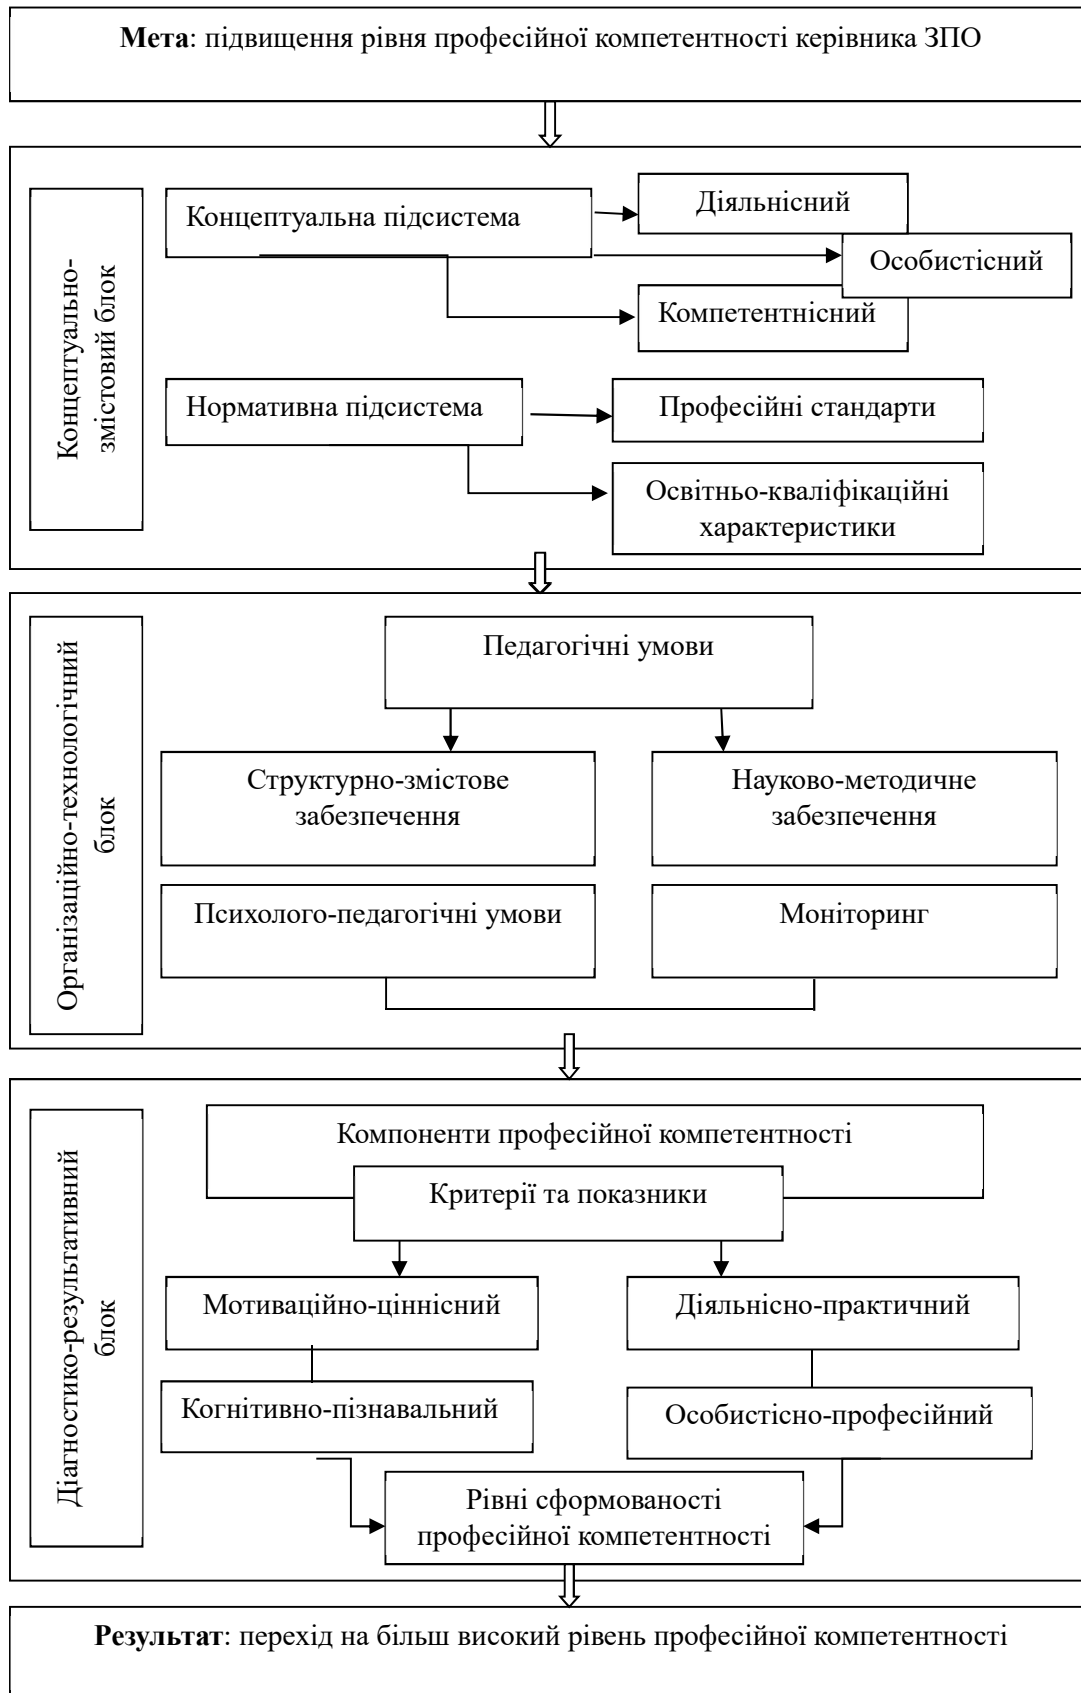 Мета: підвищення рівня професійної компетентності керівника ЗПО
Концептуально-
змістовий блок
Концептуальна підсистема
Діяльнісний
Особистісний
Компетентнісний
Нормативна підсистема
Професійні стандарти
Освітньо-кваліфікаційні
характеристики
Організаційно-технологічний
блок
Педагогічні умови
Структурно-змістове
забезпечення
Науково-методичне
забезпечення
Психолого-педагогічні умови
Моніторинг
Діагностико-результативний
блок
Компоненти професійної компетентності
Критерії та показники
Мотиваційно-ціннісний
Діяльнісно-практичний
Когнітивно-пізнавальний
Особистісно-професійний
Рівні сформованості
професійної компетентності
Результат: перехід на більш високий рівень професійної компетентності